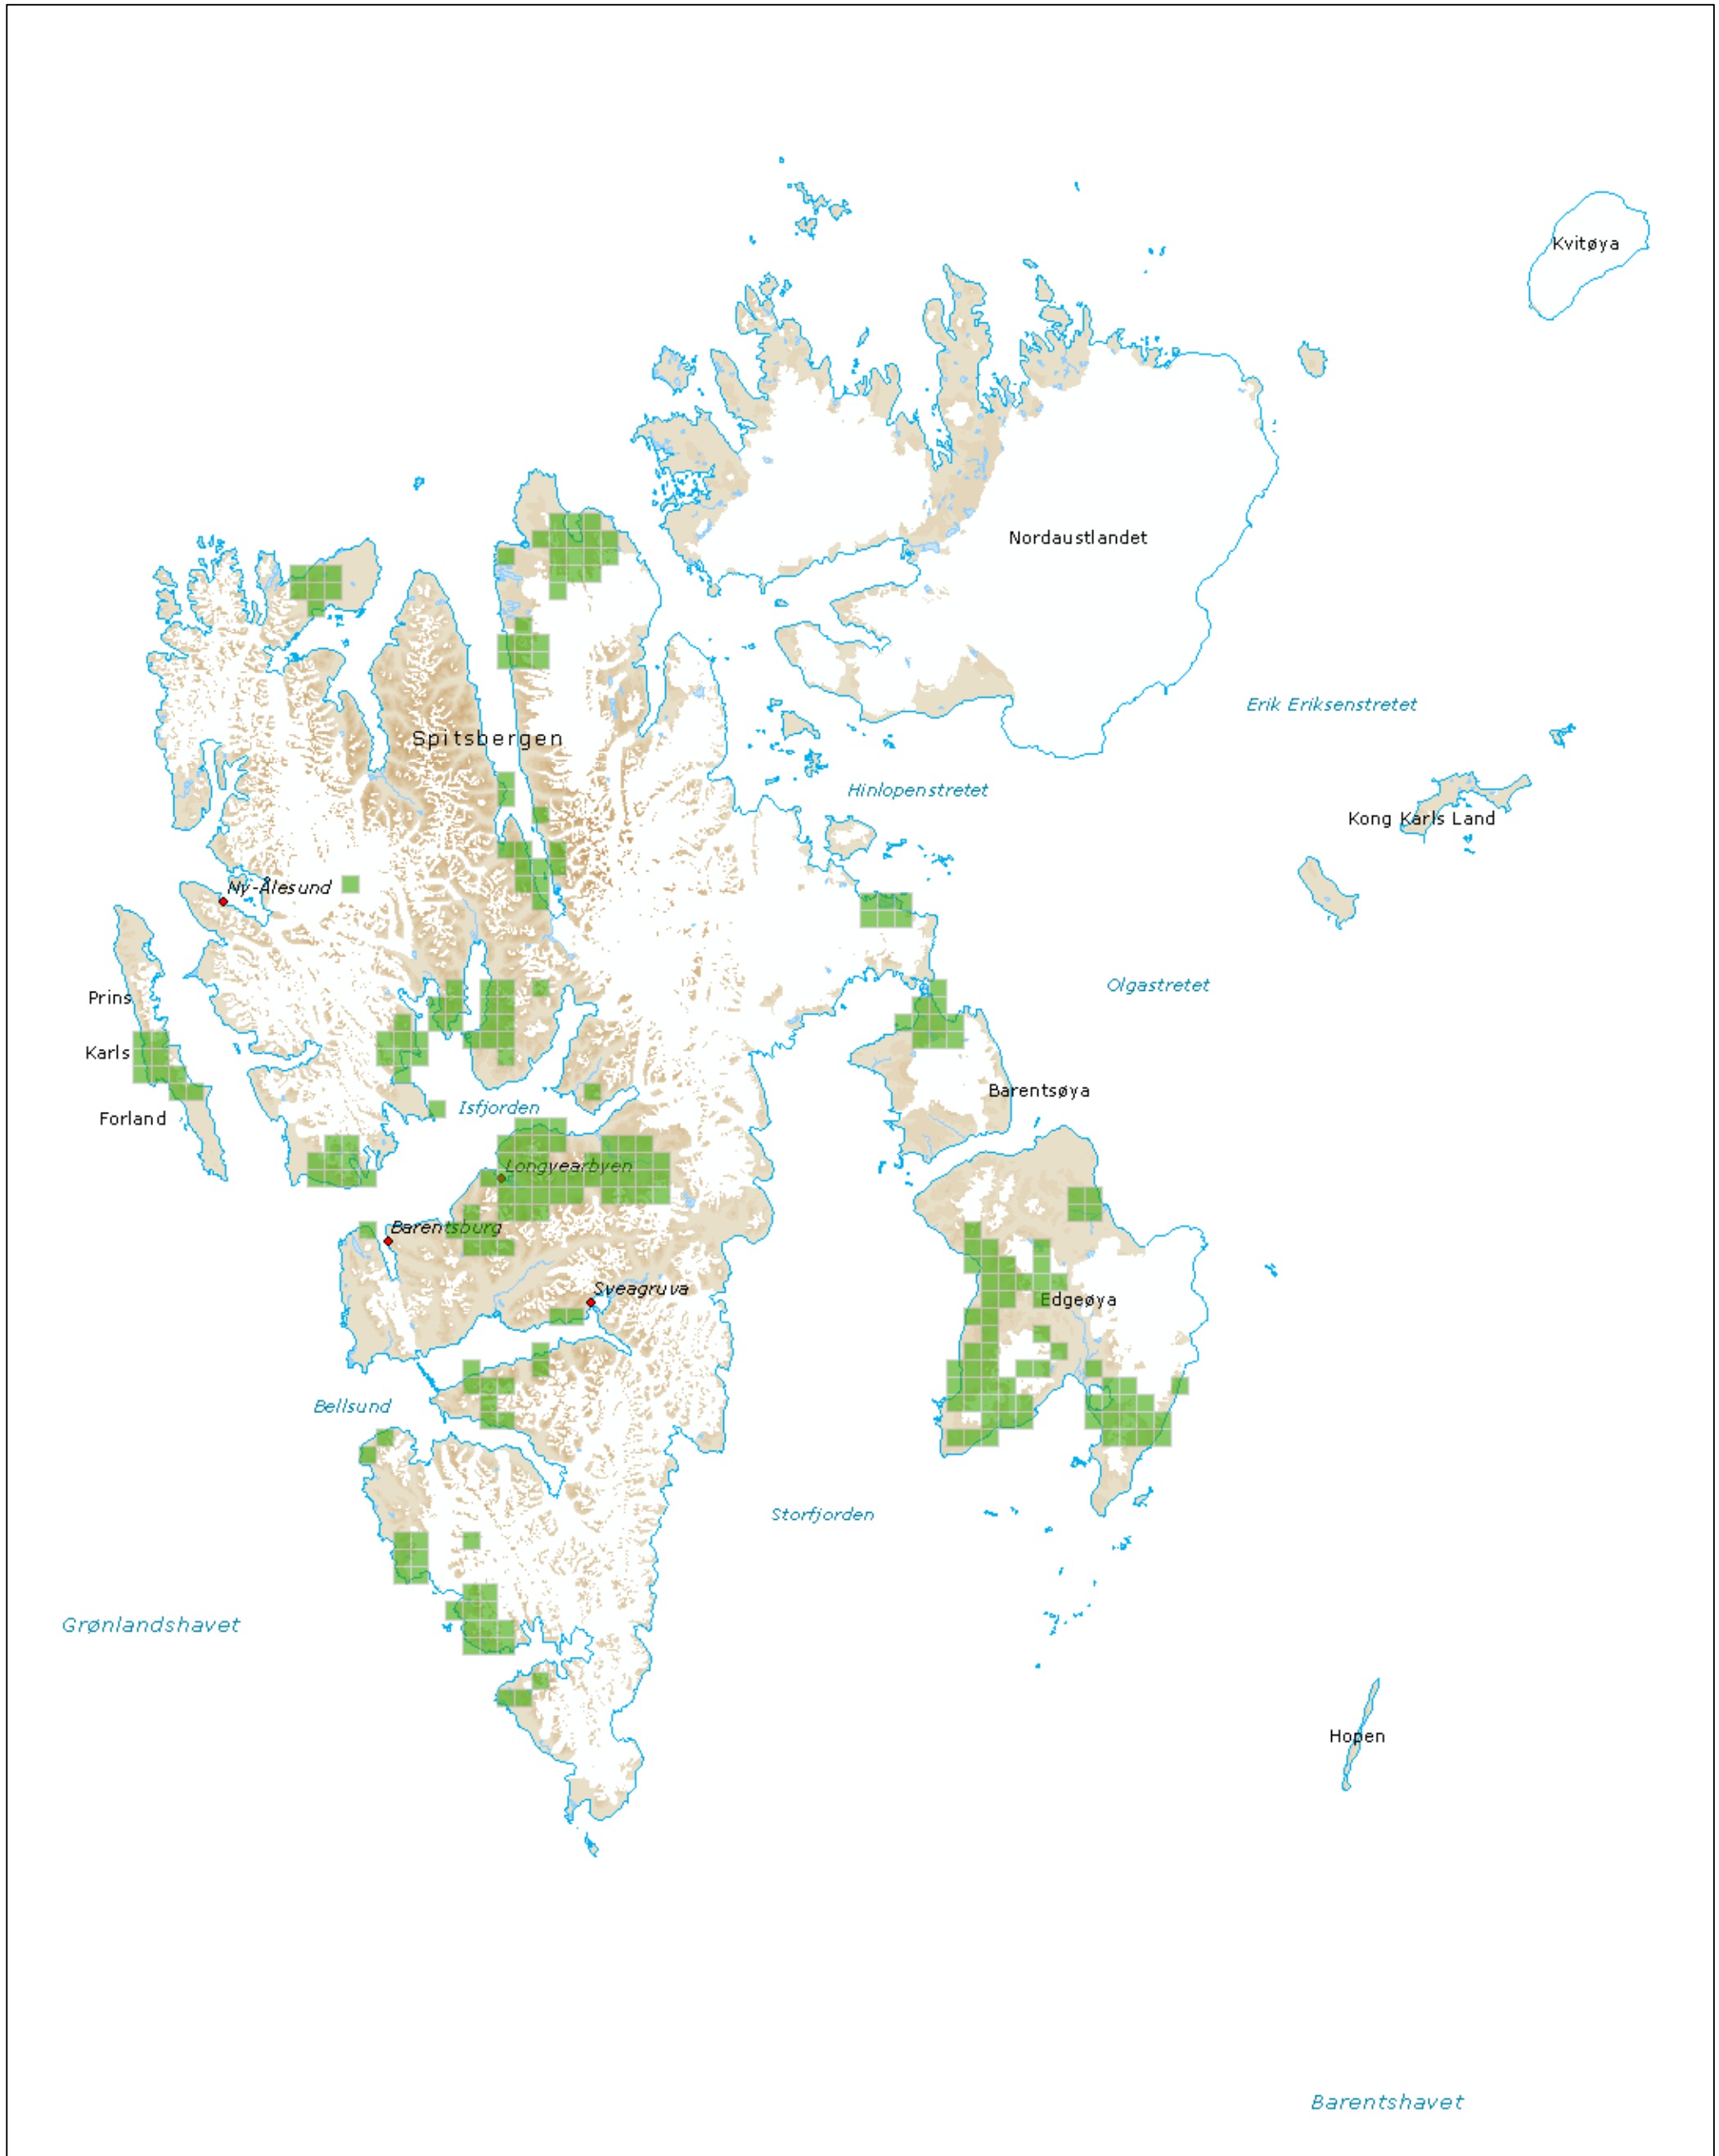 Kvitøya
Nordaustlandet
Erik Eriksenstretet
Spitsbergen
Hinlopenstretet
Kong Karls Land
Ny-Ålesund
Olgastretet
Prins
Karls
Forland
Barentsøya
Isfjorden
Longyearbyen
Barentsburg
Sveagruva
Edgeøya
Bellsund
Storfjorden
Grønlandshavet
Hopen
Barentshavet